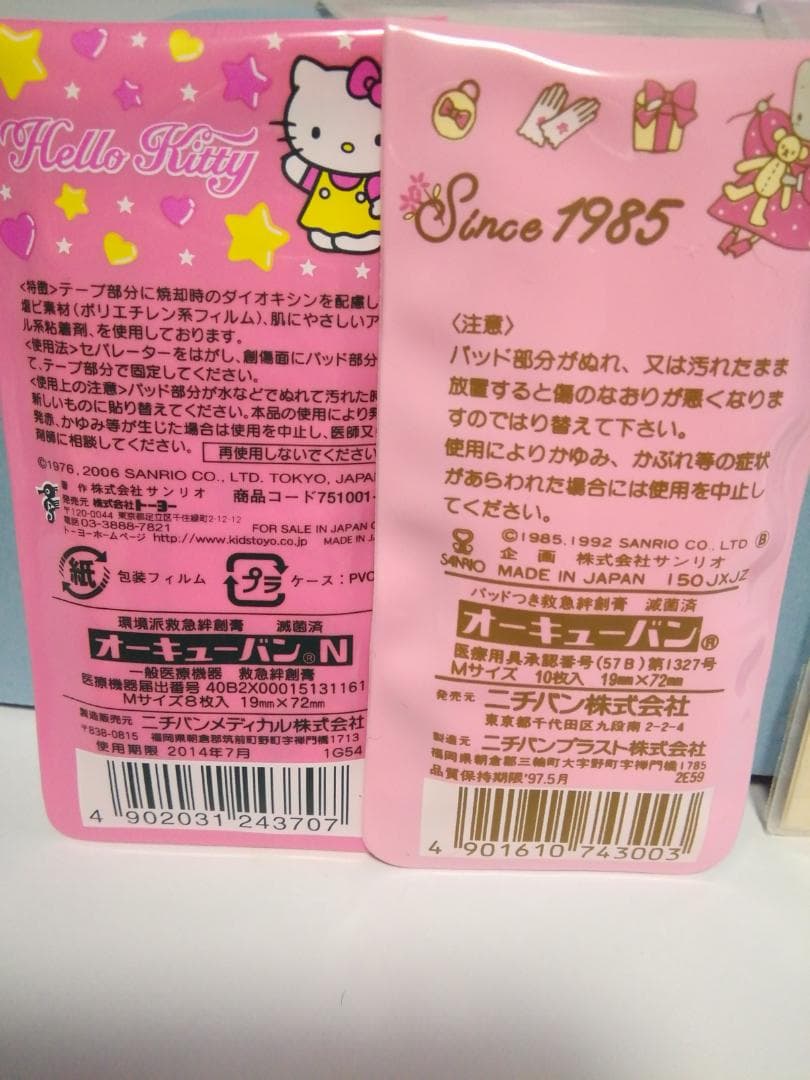 Hello Kitty
<特徴>テープ部分に焼却時のダイオキシンを配慮し
塩ビ素材(ポリエチレン系フィルム)、肌にやさしいア
ル系粘着剤、を使用しております。
<使用法>セパレーターをはがし、創傷面にパッド部分
て、テープ部分で固定してください。
<使用上の注意>パッド部分が水などでぬれて汚れた時
新しいものに貼り替えてください。本品の使用により発
発赤、かゆみ等が生じた場合は使用を中止し、医師又
剤師に相談してください。
再使用しないでください
©1976, 2006 SANRIO CO., LTD. TOKYO, JAPAN
著作 株式会社サンリオ 商品コード751001-
発売元 株式会社トーヨー
〒120-0044 東京都足立区千住緑町2-12-12
電話03-3888-7821 FOR SALE IN JAPAN O
トーヨーホームページ http://www.kidstoyo.co.jp MADE IN JA
紙 包装フィルム プラ ケース:PVC
環境派救急絆創膏 滅菌済
オーキューバン®N
一般医療機器 救急絆創膏
医療機器届出番号 40B2X00015131161
Mサイズ8枚入 19mm×72mm
製造販売元 ニチバンメディカル株式会社
〒838-0815 福岡県朝倉郡筑前町野町字禅門橋1713
使用期限 2014年7月 1G54
4 902031 243707
Since 1985
〈注意〉
パッド部分がぬれ、又は汚れたまま
放置すると傷のなおりが悪くなりま
すのではり替えて下さい。
使用によりかゆみ、かぶれ等の症状
があらわれた場合には使用を中止し
てください。
©1985, 1992 SANRIO CO., LTD Ⓑ
SANRIO 企画 株式会社サンリオ
MADE IN JAPAN 150JXJZ
パッドつき救急絆創膏 滅菌済
オーキューバン®
医療用具承認番号(57B)第1327号
Mサイズ 10枚入 19mm×72mm
発売元 ニチバン株式会社
東京都千代田区九段南2-2-4
製造元 ニチバンプラスト株式会社
福岡県朝倉郡三輪町大字野町字禅門橋1785
品質保持期限'97.5月 2E59
4 901610 743003